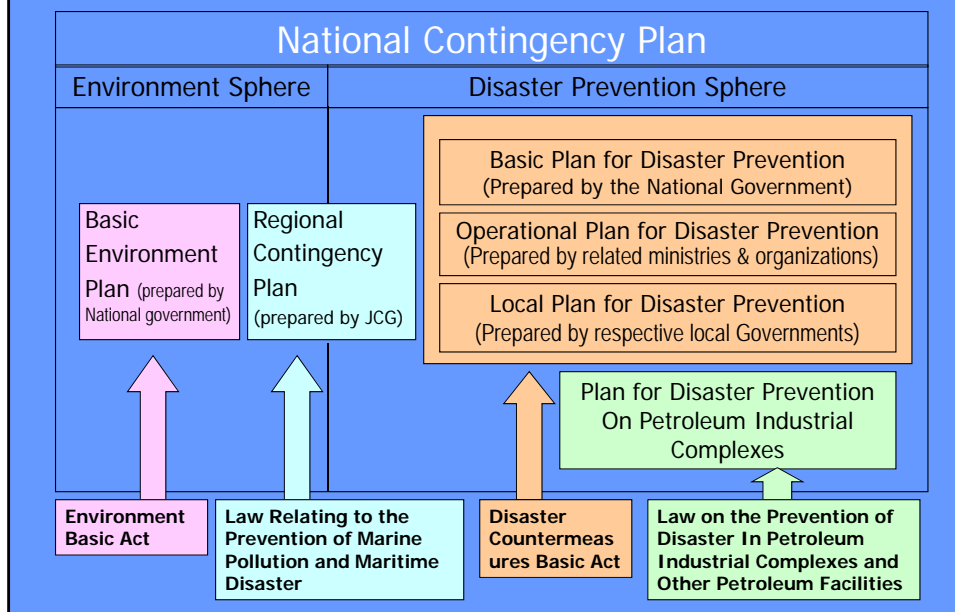 National Contingency Plan
Environment Sphere
Disaster Prevention Sphere
Basic Plan for Disaster Prevention
(Prepared by the National Government)
Operational Plan for Disaster Prevention
(Prepared by related ministries & organizations)
Local Plan for Disaster Prevention
(Prepared by respective local Governments)
Basic
Environment
Plan (prepared by
National government)
Regional
Contingency
Plan
(prepared by JCG)
Plan for Disaster Prevention
On Petroleum Industrial
Complexes
Environment
Basic Act
Law Relating to the
Prevention of Marine
Pollution and Maritime
Disaster
Disaster
Countermeas
ures Basic Act
Law on the Prevention of
Disaster In Petroleum
Industrial Complexes and
Other Petroleum Facilities